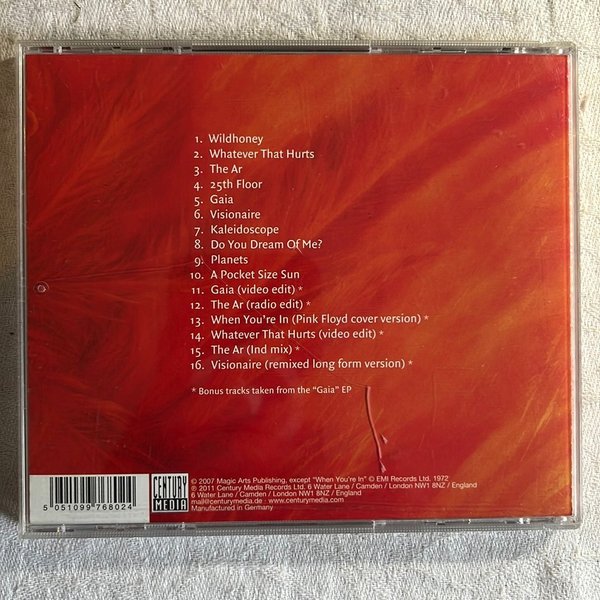 1. Wildhoney
2. Whatever That Hurts
3. The Ar
4. 25th Floor
5. Gaia
6. Visionaire
7. Kaleidoscope
8. Do You Dream Of Me?
9. Planets
10. A Pocket Size Sun
11. Gaia (video edit) *
12. The Ar (radio edit) *
13. When You're In (Pink Floyd cover version) *
14. Whatever That Hurts (video edit) *
15. The Ar (Ind mix) *
16. Visionaire (remixed long form version) *
* Bonus tracks taken from the "Gaia" EP
5 051099 768024
CENTURY
MEDIA
© 2007 Magic Arts Publishing, except "When You're In" © EMI Records Ltd. 1972
℗ 2011 Century Media Records Ltd. 6 Water Lane / Camden / London NW1 8NZ / England
6 Water Lane / Camden / London NW1 8NZ / England
mail@centurymedia.de · www.centurymedia.com
Manufactured in Germany